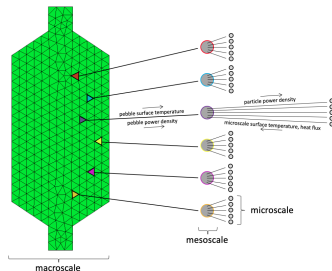 particle power density
pebble surface temperature
pebble power density
microscale surface temperature, heat flux
microscale
mesoscale
macroscale